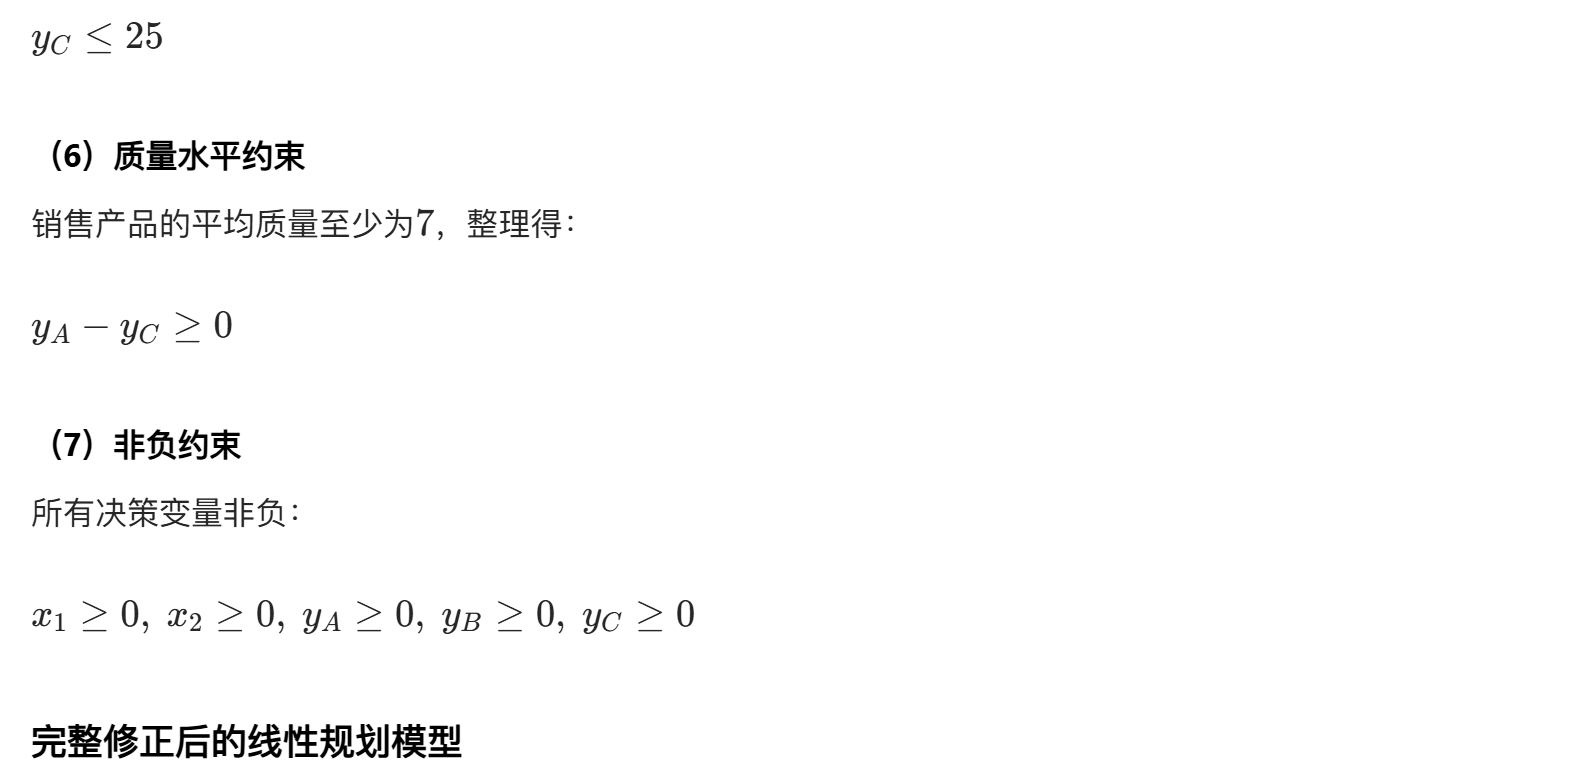 y_C ≤ 25
（6）质量水平约束
销售产品的平均质量至少为7，整理得：
y_A − y_C ≥ 0
（7）非负约束
所有决策变量非负：
x_1 ≥ 0, x_2 ≥ 0, y_A ≥ 0, y_B ≥ 0, y_C ≥ 0
完整修正后的线性规划模型